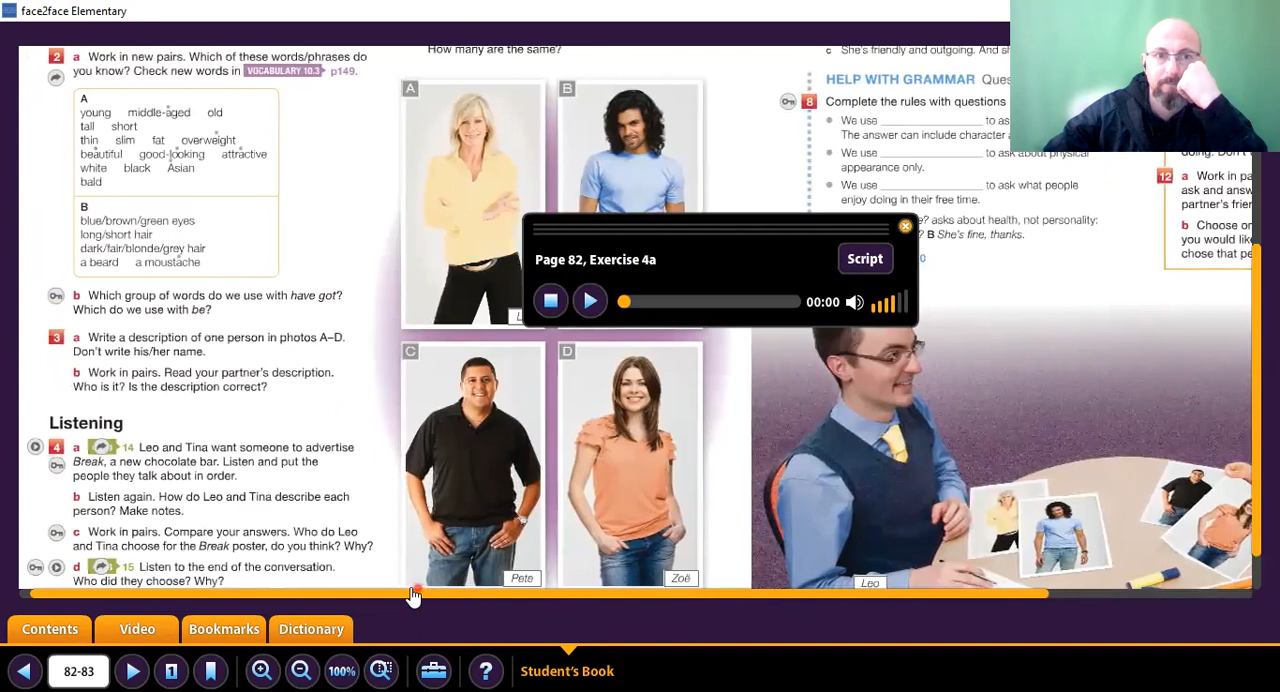 face2face Elementary
2 a Work in new pairs. Which of these words/phrases do
you know? Check new words in VOCABULARY 10.3 p149.
A
young middle-aged old
tall short
thin slim fat overweight
beautiful good-looking attractive
white black Asian
bald
B
blue/brown/green eyes
long/short hair
dark/fair/blonde/grey hair
a beard a moustache
b Which group of words do we use with have got?
Which do we use with be?
3 a Write a description of one person in photos A–D.
Don't write his/her name.
b Work in pairs. Read your partner's description.
Who is it? Is the description correct?
Listening
4 a 14 Leo and Tina want someone to advertise
Break, a new chocolate bar. Listen and put the
people they talk about in order.
b Listen again. How do Leo and Tina describe each
person? Make notes.
c Work in pairs. Compare your answers. Who do Leo
and Tina choose for the Break poster, do you think? Why?
d 15 Listen to the end of the conversation.
Who did they choose? Why?
How many are the same?
A
B
C
D
Pete
Zoë
c She's friendly and outgoing. And
HELP WITH GRAMMAR
8 Complete the rules with questions
We use ____________ to
The answer can include character
We use ____________ to ask about physical
appearance only.
We use ____________ to ask what people
enjoy doing in their free time.
asks about health, not personality:
? B She's fine, thanks.
12 a Work in
ask and
partner's
b Choose
you would
chose that
Page 82, Exercise 4a
Script
00:00
Leo
Contents
Video
Bookmarks
Dictionary
82-83
1
100%
?
Student's Book